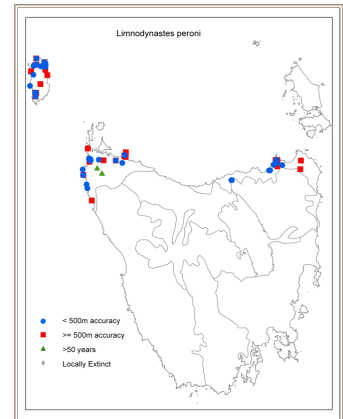 Limnodynastes peroni
< 500m accuracy
>= 500m accuracy
>50 years
Locally Extinct